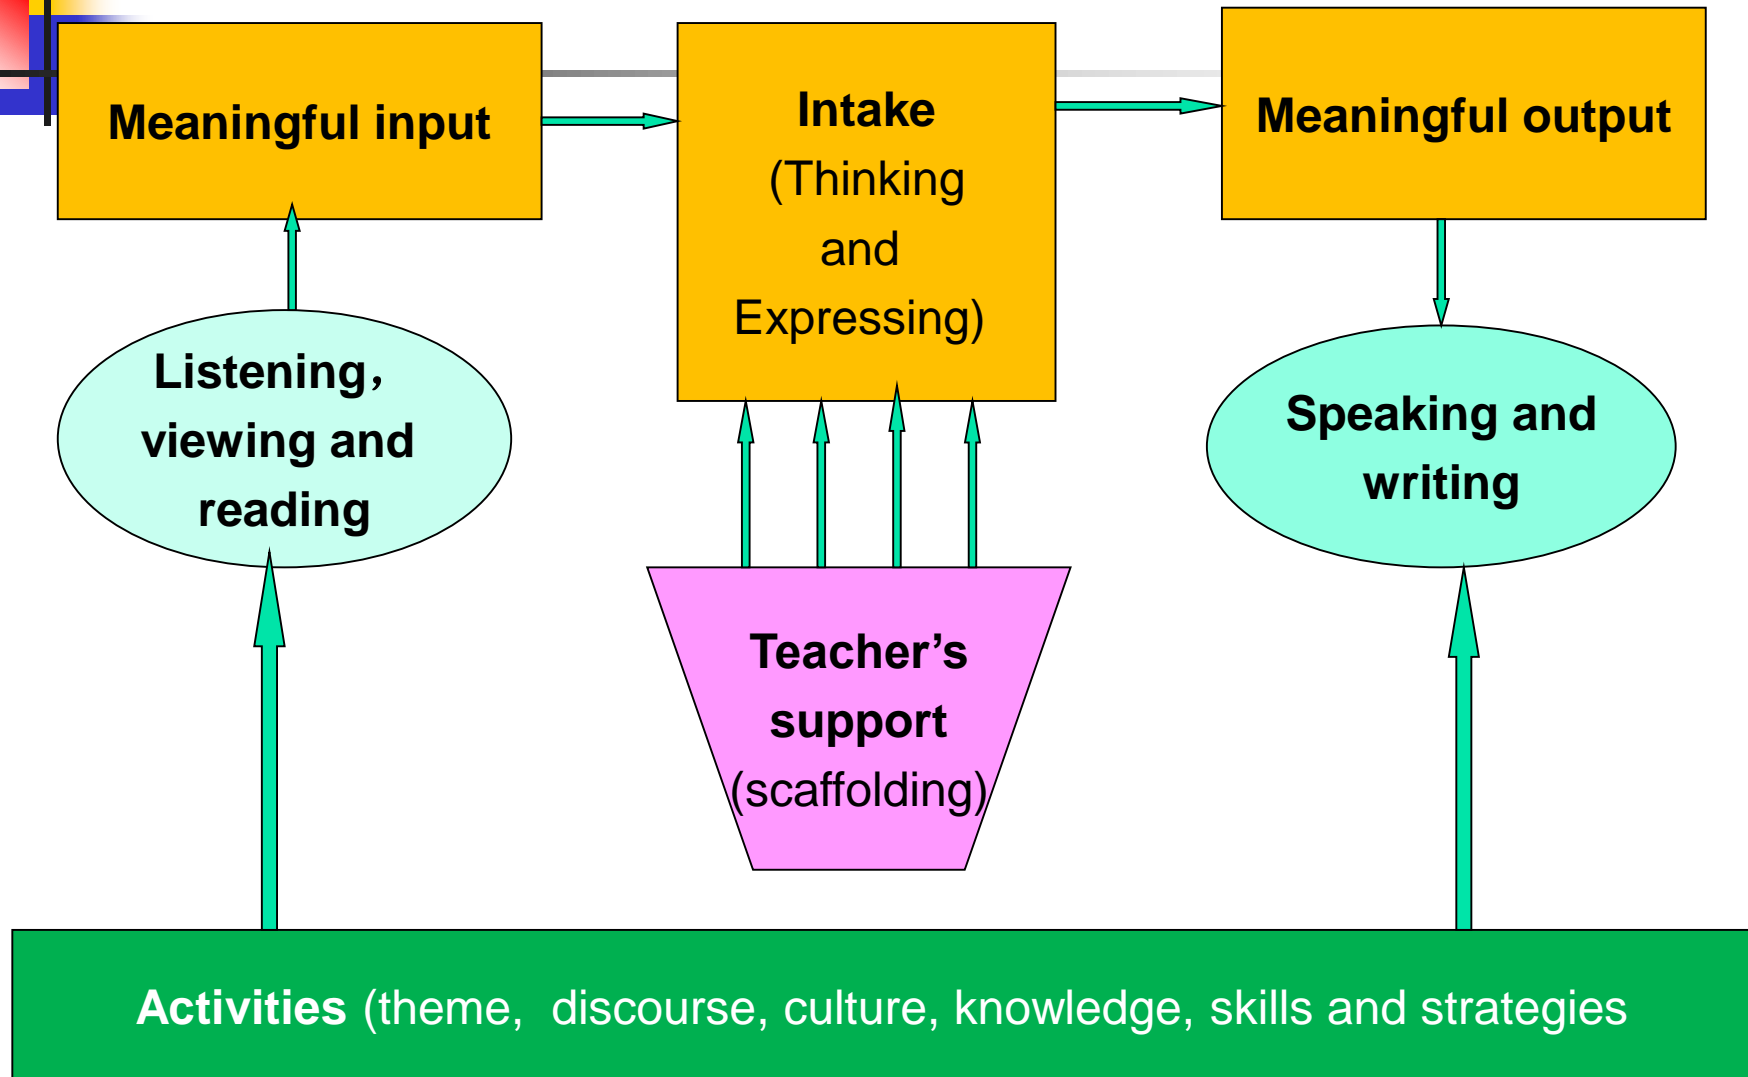 Meaningful input
Intake
(Thinking
and
Expressing)
Meaningful output
Listening，
viewing and
reading
Speaking and
writing
Teacher’s
support
(scaffolding)
Activities (theme,  discourse, culture, knowledge, skills and strategies